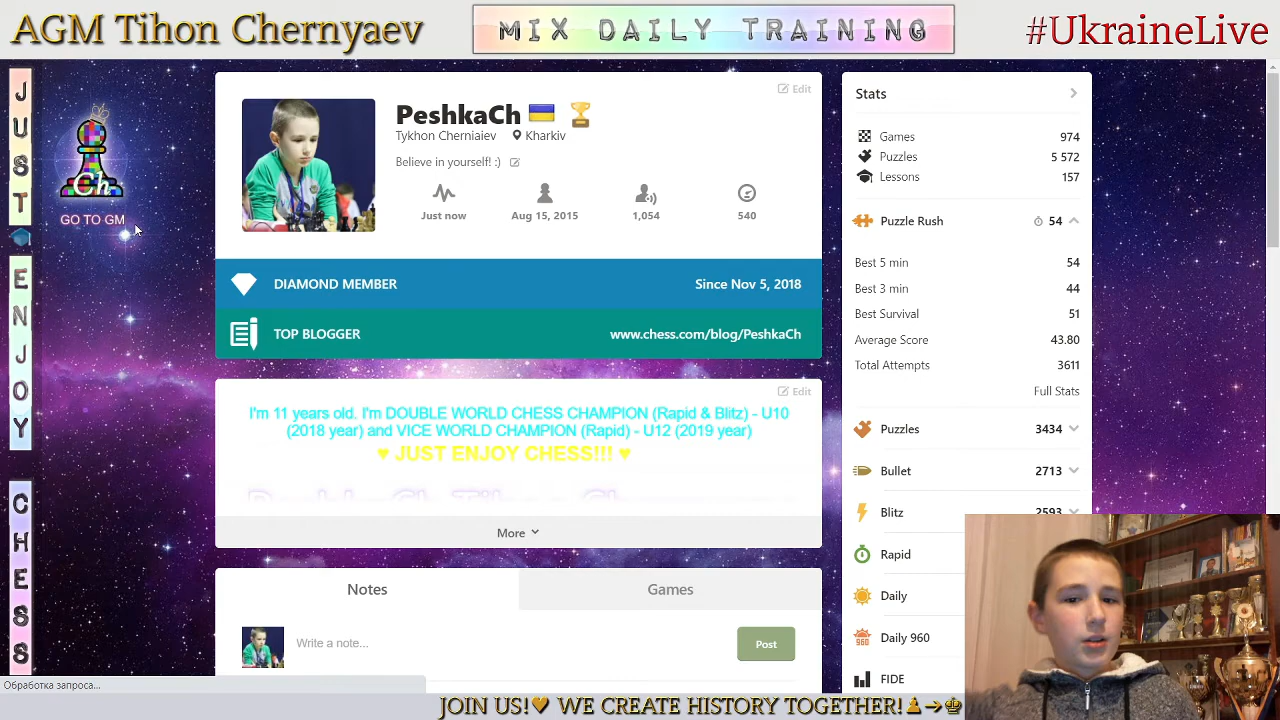 AGM Tihon Chernyaev
MIX DAILY TRAINING
#UkraineLive
JUST
ENJOY
CHESS
Ch
GO TO GM
Edit
PeshkaCh
Tykhon Cherniaiev Kharkiv
Believe in yourself! :)
Just now
Aug 15, 2015
1,054
540
DIAMOND MEMBER Since Nov 5, 2018
TOP BLOGGER www.chess.com/blog/PeshkaCh
Edit
I'm 11 years old. I'm DOUBLE WORLD CHESS CHAMPION (Rapid & Blitz) - U10
(2018 year) and VICE WORLD CHAMPION (Rapid) - U12 (2019 year)
♥ JUST ENJOY CHESS!!! ♥
More
Notes
Games
Write a note...
Post
Stats
Games 974
Puzzles 5 572
Lessons 157
Puzzle Rush 54
Best 5 min 54
Best 3 min 44
Best Survival 51
Average Score 43.80
Total Attempts 3611
Full Stats
Puzzles 3434
Bullet 2713
Blitz 2593
Rapid
Daily
Daily 960
960
FIDE
Обработка запроса...
JOIN US!♥ WE CREATE HISTORY TOGETHER!♟→♚